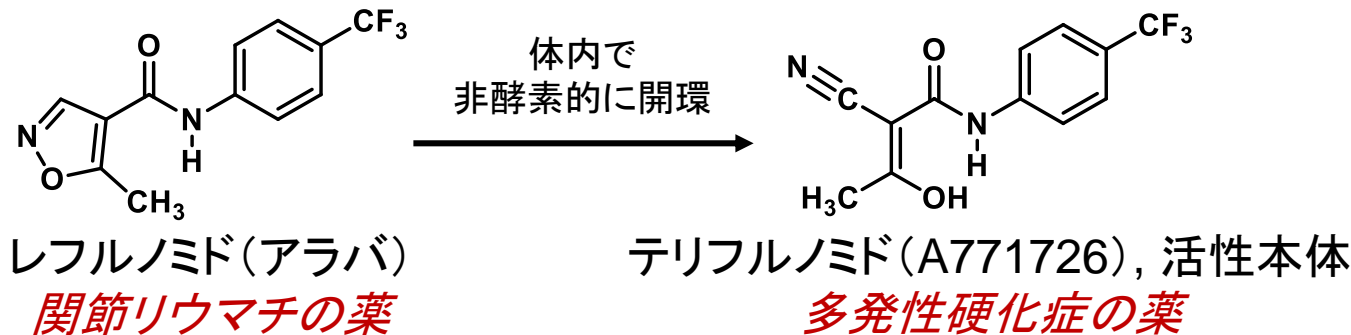 CF3
O
N
H
N
O
CH3
体内で
非酵素的に開環
CF3
N
O
N
H
H3C
OH
レフルノミド（アラバ）
関節リウマチの薬
テリフルノミド（A771726）, 活性本体
多発性硬化症の薬